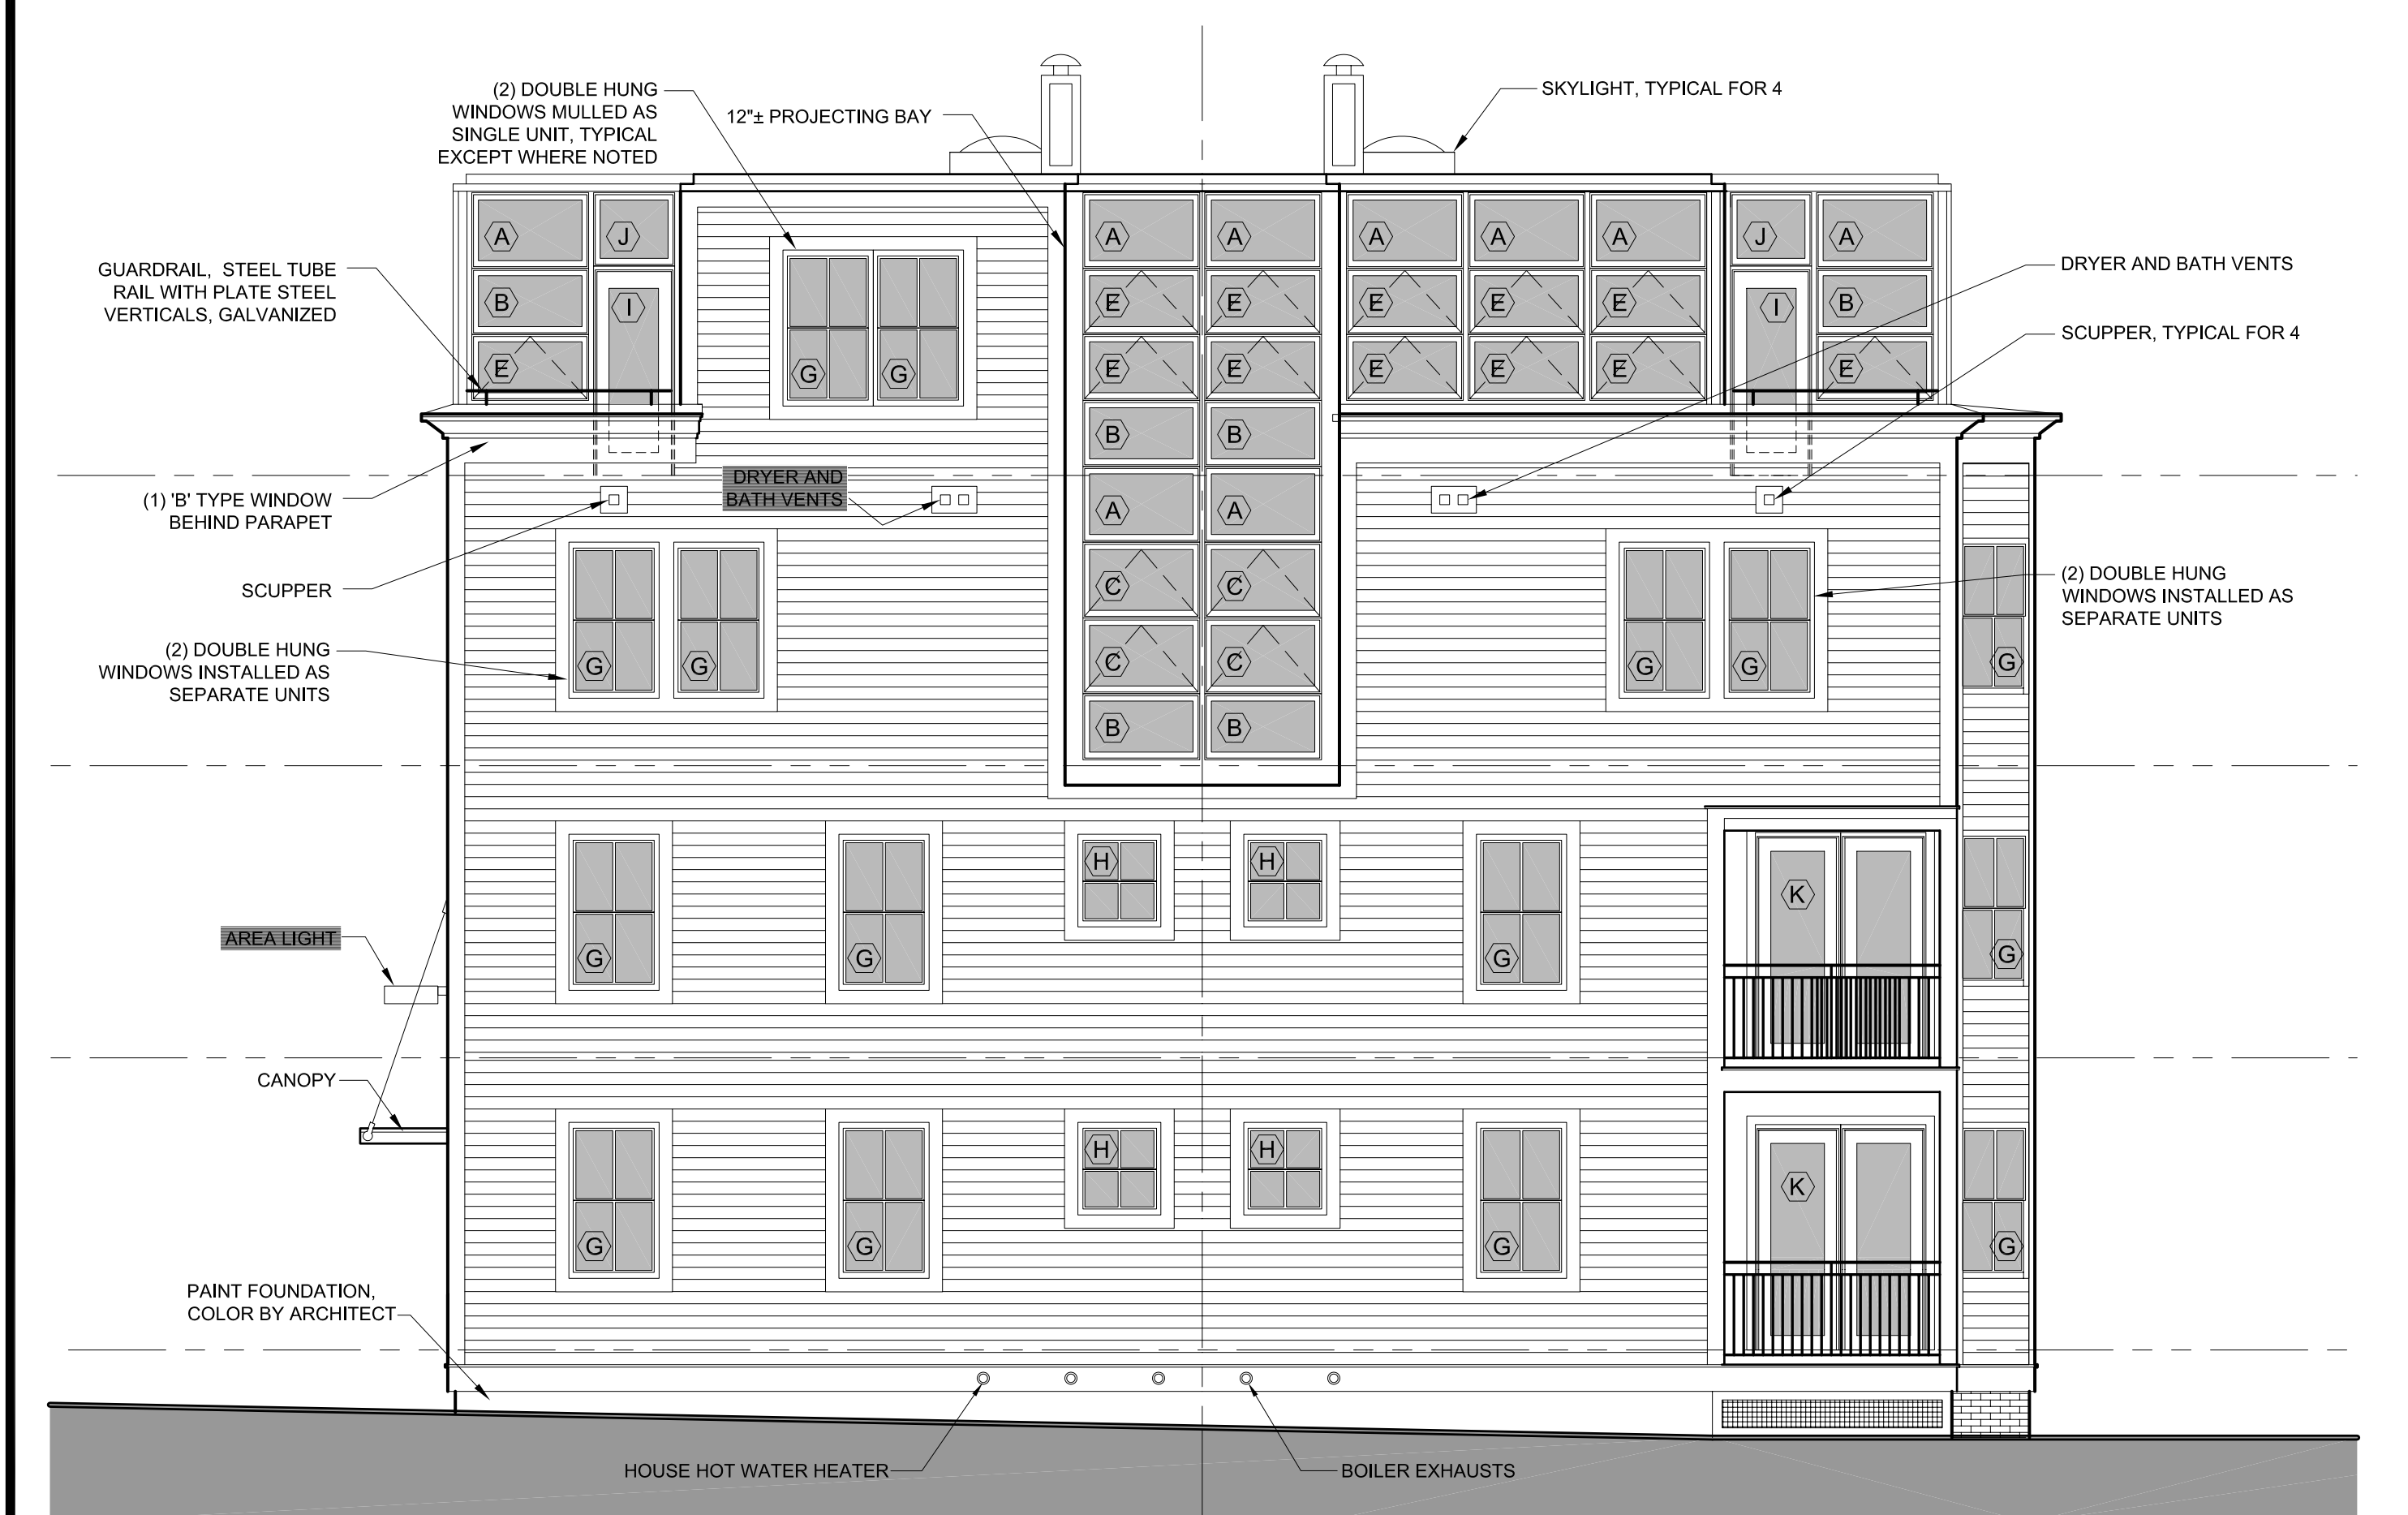 (2) DOUBLE HUNG
WINDOWS MULLED AS
SINGLE UNIT, TYPICAL
EXCEPT WHERE NOTED
12"± PROJECTING BAY
SKYLIGHT, TYPICAL FOR 4
GUARDRAIL, STEEL TUBE
RAIL WITH PLATE STEEL
VERTICALS, GALVANIZED
DRYER AND BATH VENTS
SCUPPER, TYPICAL FOR 4
A J A A A A A J A
B I E E E E E I B
E E E E E E E
G G
B B
(1) 'B' TYPE WINDOW
BEHIND PARAPET
DRYER AND
BATH VENTS
A A
SCUPPER
C C
(2) DOUBLE HUNG
WINDOWS INSTALLED AS
SEPARATE UNITS
(2) DOUBLE HUNG
WINDOWS INSTALLED AS
SEPARATE UNITS
G G C C G G G
B B
H H
K
AREA LIGHT
G G G G
CANOPY
H H
K
G G G G
PAINT FOUNDATION,
COLOR BY ARCHITECT
HOUSE HOT WATER HEATER
BOILER EXHAUSTS